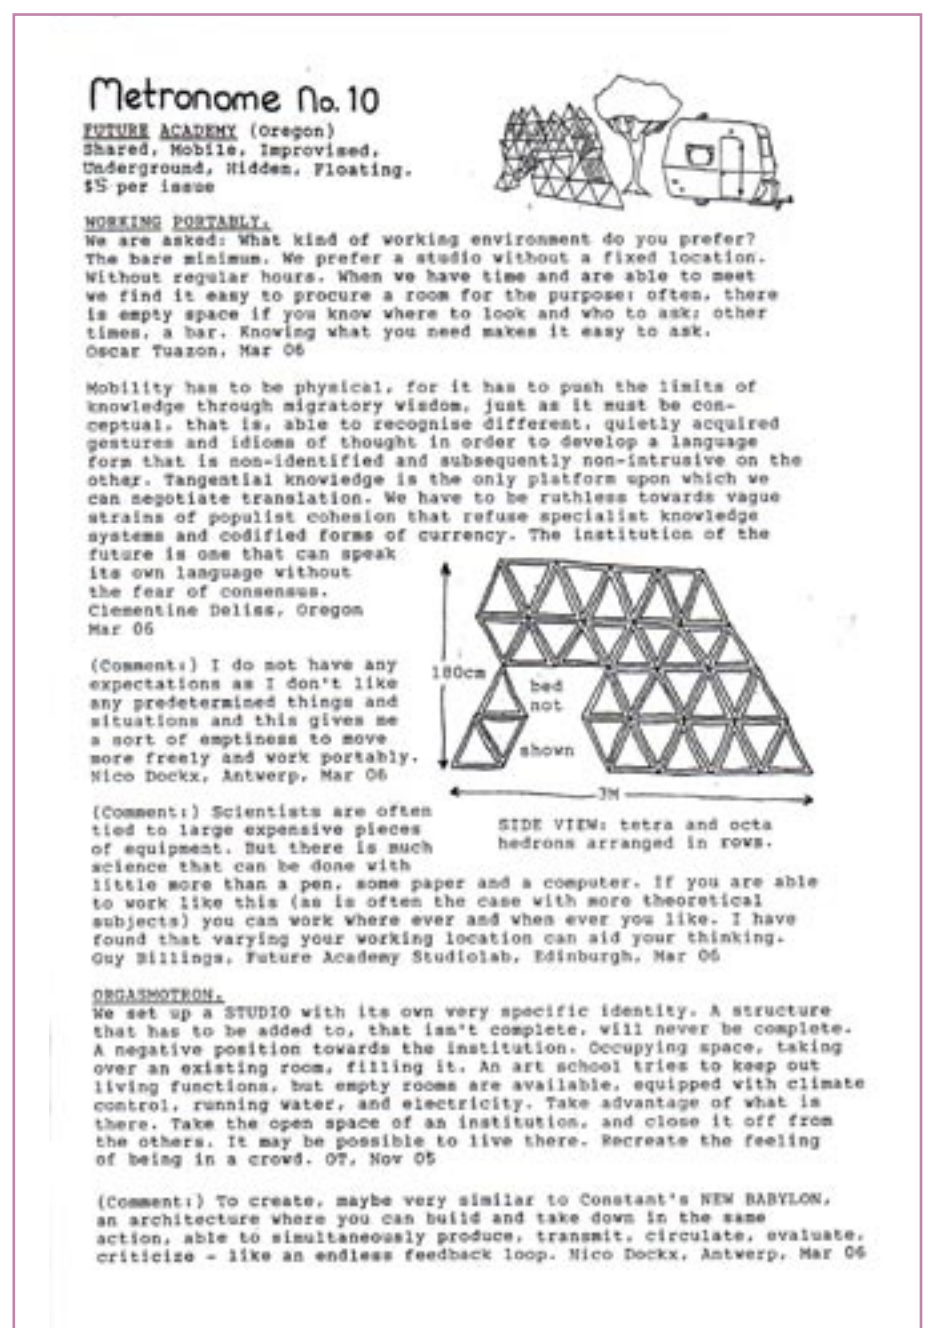 Metronome No. 10
FUTURE ACADEMY (Oregon)
Shared, Mobile, Improvised,
Underground, Hidden, Floating.
$5 per issue
WORKING PORTABLY.
We are asked: What kind of working environment do you prefer?
The bare minimum. We prefer a studio without a fixed location.
Without regular hours. When we have time and are able to meet
we find it easy to procure a room for the purpose; often, there
is empty space if you know where to look and who to ask; other
times, a bar. Knowing what you need makes it easy to ask.
Oscar Tuazon, Mar 06
Mobility has to be physical, for it has to push the limits of
knowledge through migratory wisdom, just as it must be con-
ceptual, that is, able to recognise different, quietly acquired
gestures and idioms of thought in order to develop a language
form that is non-identified and subsequently non-intrusive on the
other. Tangential knowledge is the only platform upon which we
can negotiate translation. We have to be ruthless towards vague
strains of populist cohesion that refuse specialist knowledge
systems and codified forms of currency. The institution of the
future is one that can speak
its own language without
the fear of consensus.
Clementine Deliss, Oregon
Mar 06
(Comment:) I do not have any
expectations as I don't like
any predetermined things and
situations and this gives me
a sort of emptiness to move
more freely and work portably.
Nico Dockx, Antwerp, Mar 06
180cm
bed
not
shown
3M
SIDE VIEW: tetra and octa
hedrons arranged in rows.
(Comment:) Scientists are often
tied to large expensive pieces
of equipment. But there is much
science that can be done with
little more than a pen, some paper and a computer. If you are able
to work like this (as is often the case with more theoretical
subjects) you can work where ever and when ever you like. I have
found that varying your working location can aid your thinking.
Guy Billings, Future Academy Studiolab, Edinburgh, Mar 06
ORGASMOTRON.
We set up a STUDIO with its own very specific identity. A structure
that has to be added to, that isn't complete, will never be complete.
A negative position towards the institution. Occupying space, taking
over an existing room, filling it. An art school tries to keep out
living functions, but empty rooms are available, equipped with climate
control, running water, and electricity. Take advantage of what is
there. Take the open space of an institution, and close it off from
the others. It may be possible to live there. Recreate the feeling
of being in a crowd. OT, Nov 05
(Comment:) To create, maybe very similar to Constant's NEW BABYLON,
an architecture where you can build and take down in the same
action, able to simultaneously produce, transmit, circulate, evaluate,
criticize - like an endless feedback loop. Nico Dockx, Antwerp, Mar 06